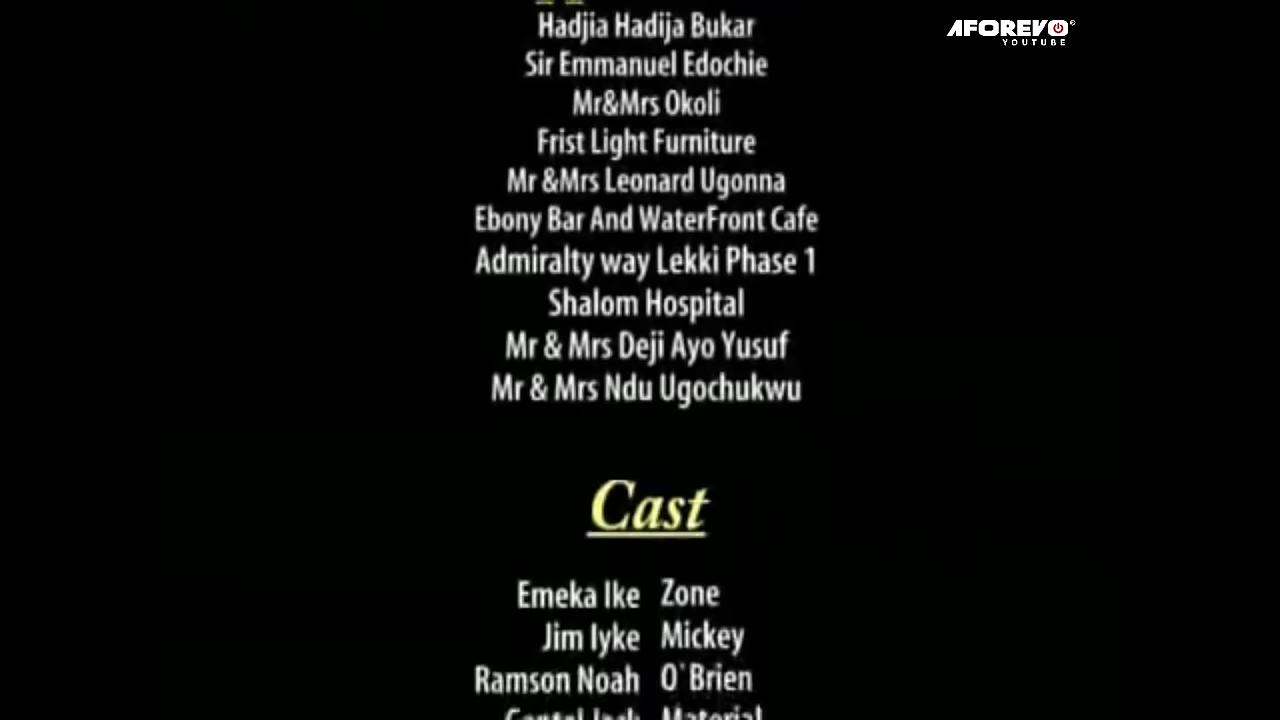 AFOREVO
YOUTUBE
Hadjia Hadija Bukar
Sir Emmanuel Edochie
Mr&Mrs Okoli
Frist Light Furniture
Mr &Mrs Leonard Ugonna
Ebony Bar And WaterFront Cafe
Admiralty way Lekki Phase 1
Shalom Hospital
Mr & Mrs Deji Ayo Yusuf
Mr & Mrs Ndu Ugochukwu
Cast
Emeka Ike Zone
Jim Iyke Mickey
Ramson Noah O`Brien
Material